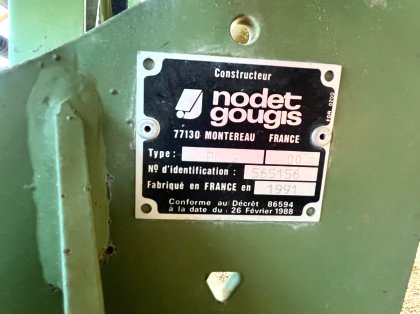 Constructeur
nodet
gougis
77130 MONTEREAU FRANCE
Type : 00
Nº d'identification : 565156
Fabriqué en FRANCE en 1991
Conforme au Décret 86594
à la date du : 26 Février 1988